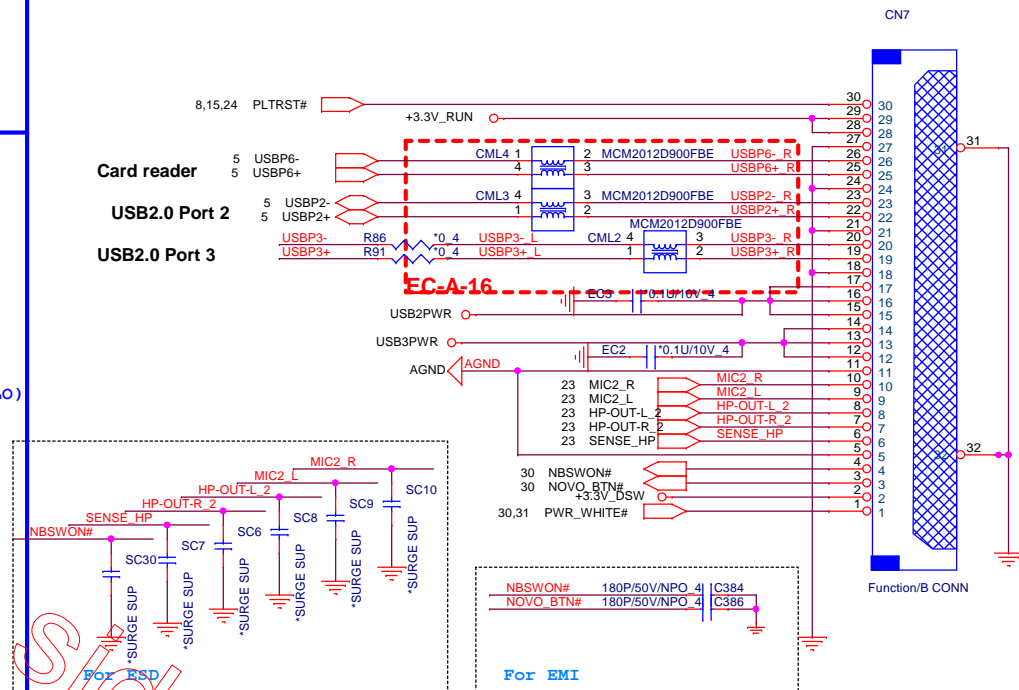 CN7
30
8,15,24 PLTRST#
30
29
+3.3V_RUN
29
28
28
27
27
Card reader
5 USBP6-
CML4 1
2 MCM2012D900FBE
USBP6-_R
26
26
5 USBP6+
4
3
USBP6+_R
25
25
24
24
USB2.0 Port 2
5 USBP2-
CML3 4
3 MCM2012D900FBE
USBP2-_R
23
23
5 USBP2+
1
2
USBP2+_R
22
22
MCM2012D900FBE
21
21
USB2.0 Port 3
USBP3-
R86
*0_4
USBP3-_L
CML2 4
3
USBP3-_R
20
20
USBP3+
R91
*0_4
USBP3+_L
1
2
USBP3+_R
19
19
18
18
EC-A-16
17
17
EC3
*0.1U/10V_4
16
16
USB2PWR
15
15
14
14
USB3PWR
13
13
EC2
*0.1U/10V_4
12
12
AGND
AGND
11
11
23 MIC2_R
MIC2_R
10
10
23 MIC2_L
MIC2_L
9
9
23 HP-OUT-L_2
HP-OUT-L_2
8
8
23 HP-OUT-R_2
HP-OUT-R_2
7
7
23 SENSE_HP
SENSE_HP
6
6
5
5
30 NBSWON#
4
4
30 NOVO_BTN#
3
3
+3.3V_DSW
2
2
30,31 PWR_WHITE#
1
1
31
31
32
32
Function/B CONN
O)
MIC2_R
MIC2_L
HP-OUT-L_2
HP-OUT-R_2
SENSE_HP
NBSWON#
SC30
SC7
SC6
SC8
SC9
SC10
*SURGE SUP
*SURGE SUP
*SURGE SUP
*SURGE SUP
*SURGE SUP
*SURGE SUP
For ESD
NBSWON#
180P/50V/NPO_4
C384
NOVO_BTN#
180P/50V/NPO_4
C386
For EMI